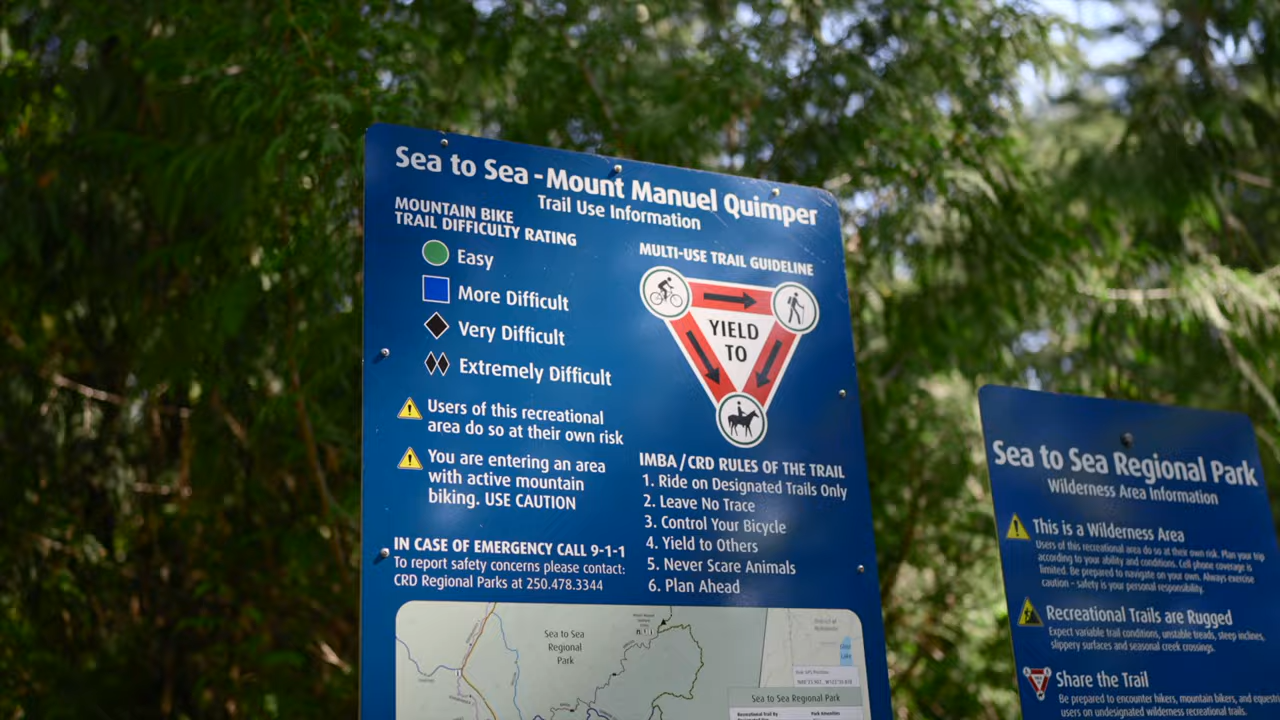 Sea to Sea - Mount Manuel Quimper
Trail Use Information
MOUNTAIN BIKE
TRAIL DIFFICULTY RATING
Easy
More Difficult
Very Difficult
Extremely Difficult
Users of this recreational
area do so at their own risk
You are entering an area
with active mountain
biking. USE CAUTION
IN CASE OF EMERGENCY CALL 9-1-1
To report safety concerns please contact:
CRD Regional Parks at 250.478.3344
MULTI-USE TRAIL GUIDELINE
YIELD
TO
IMBA / CRD RULES OF THE TRAIL
1. Ride on Designated Trails Only
2. Leave No Trace
3. Control Your Bicycle
4. Yield to Others
5. Never Scare Animals
6. Plan Ahead
Sea to Sea
Regional
Park
Sea to Sea Regional Park
Sea to Sea Regional Park
Wilderness Area Information
This is a Wilderness Area
Users of this recreational area do so at their own risk. Plan your trip
according to your ability and conditions. Cell phone coverage is
limited. Be prepared to navigate on your own. Always exercise
caution - safety is your personal responsibility.
Recreational Trails are Rugged
Expect variable trail conditions, unstable treads, steep inclines,
slippery surfaces and seasonal creek crossings.
Share the Trail
Be prepared to encounter hikers, mountain bikers, and equestri
users on undesignated wilderness recreational trails.